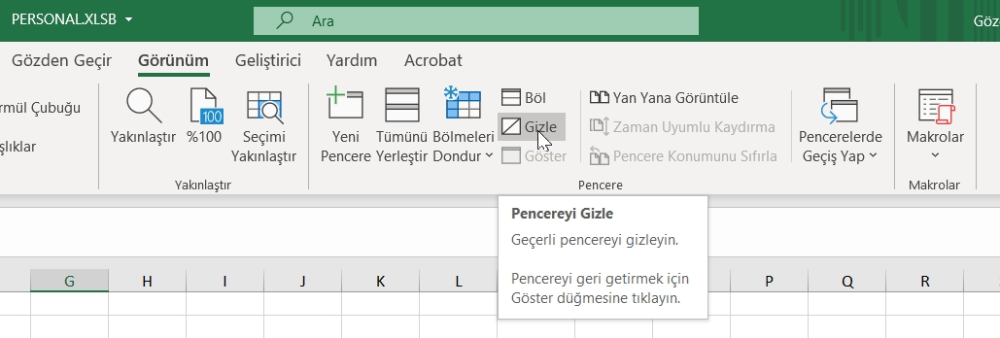 PERSONAL.XLSB
Ara
Göz
Gözden Geçir Görünüm Geliştirici Yardım Acrobat
rmül Çubuğu
şlıklar
Yakınlaştır
100
%100
Seçimi
Yakınlaştır
Yakınlaştır
Yeni
Pencere
Tümünü
Yerleştir
Bölmeleri
Dondur
Böl
Gizle
Göster
Yan Yana Görüntüle
Zaman Uyumlu Kaydırma
Pencere Konumunu Sıfırla
Pencerelerde
Geçiş Yap
Pencere
Makrolar
Makrolar
Pencereyi Gizle
Geçerli pencereyi gizleyin.
Pencereyi geri getirmek için
Göster düğmesine tıklayın.
G H I J K L P Q R